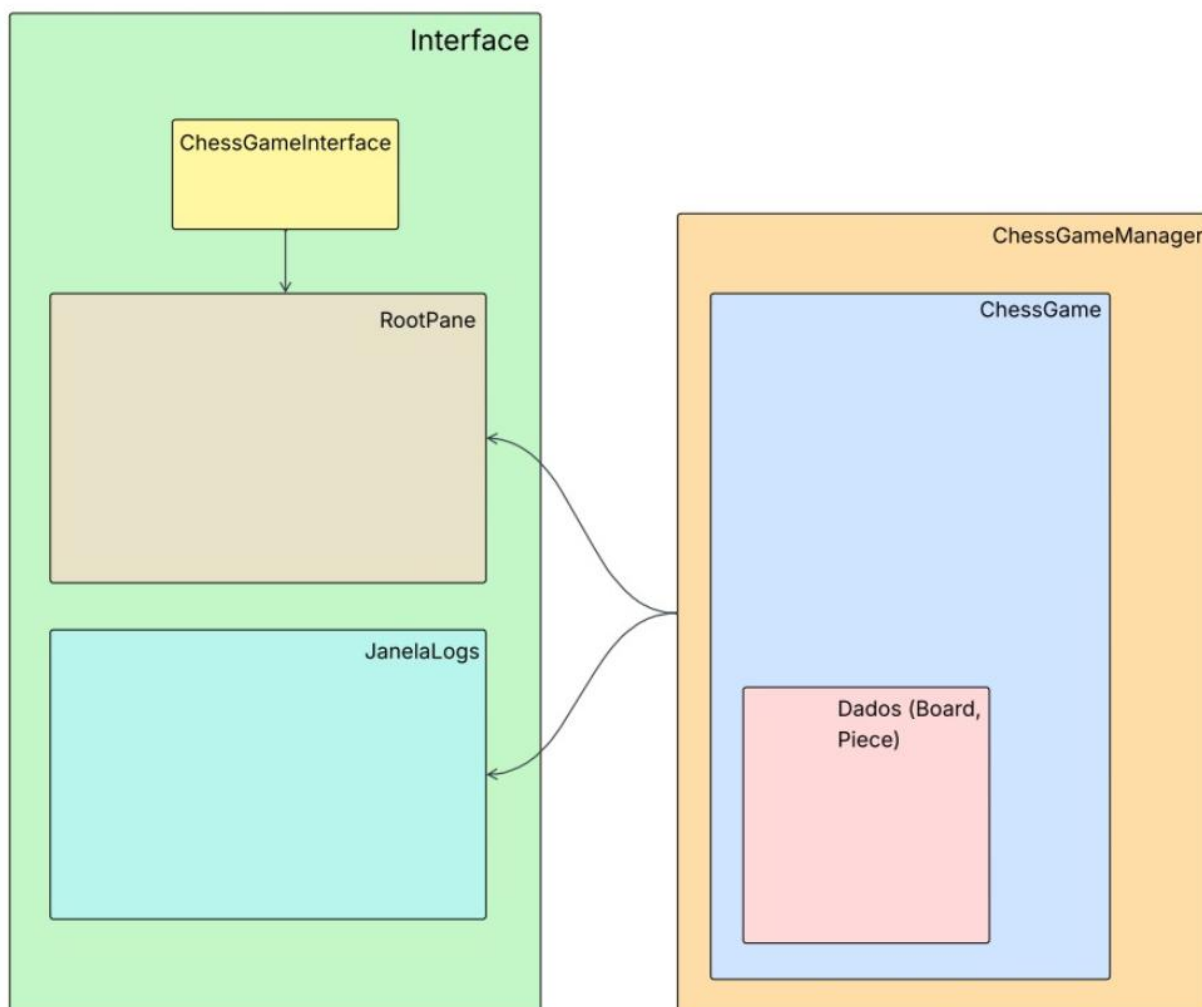 Interface
ChessGameInterface
RootPane
JanelaLogs
ChessGameManager
ChessGame
Dados (Board,
Piece)